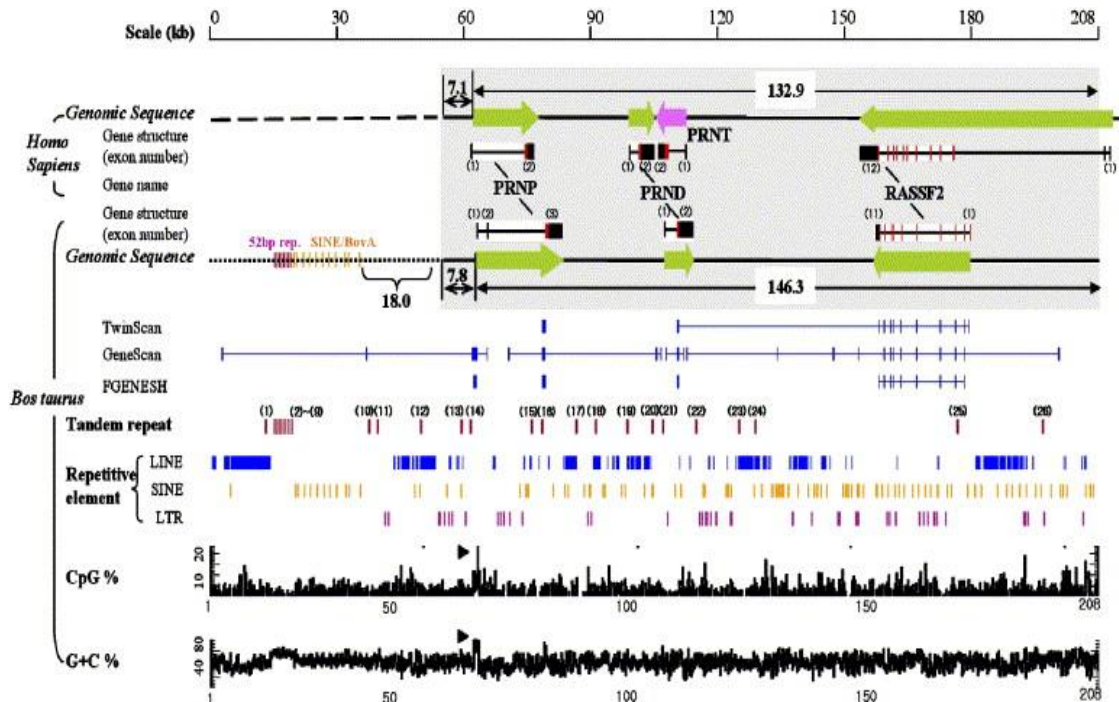 Scale (kb) 0 30 60 90 120 150 180 208
7.1 132.9
Genomic Sequence
Homo Sapiens
Gene structure (exon number)
PRNT
(1) (2) (1) (2) (2) (1) (12) (1)
Gene name
PRNP PRND RASSF2
Gene structure (exon number)
(1) (2) (3) (1) (2) (11) (1)
52bp rep. SINE/BovA
Genomic Sequence
18.0
7.8 146.3
Bos taurus
TwinScan
GeneScan
FGENESH
Tandem repeat (1) (2)~(9) (10) (11) (12) (13) (14) (15) (16) (17) (18) (19) (20) (21) (22) (23) (24) (25) (26)
Repetitive element
LINE
SINE
LTR
CpG %
20
10
1 50 100 150 208
G+C %
80
40
1 50 100 150 208